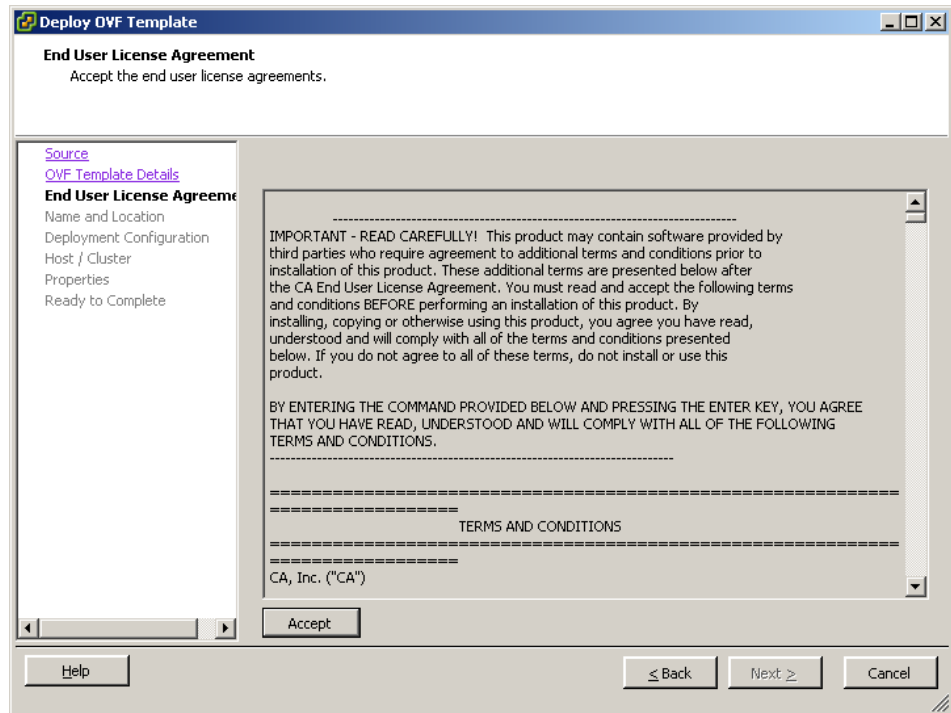 Deploy OVF Template
End User License Agreement
Accept the end user license agreements.
Source
OVF Template Details
End User License Agreeme
Name and Location
Deployment Configuration
Host / Cluster
Properties
Ready to Complete
--------------------------------------------------------------------------------
IMPORTANT - READ CAREFULLY!  This product may contain software provided by
third parties who require agreement to additional terms and conditions prior to
installation of this product. These additional terms are presented below after
the CA End User License Agreement. You must read and accept the following terms
and conditions BEFORE performing an installation of this product. By
installing, copying or otherwise using this product, you agree you have read,
understood and will comply with all of the terms and conditions presented
below. If you do not agree to all of these terms, do not install or use this
product.
BY ENTERING THE COMMAND PROVIDED BELOW AND PRESSING THE ENTER KEY, YOU AGREE
THAT YOU HAVE READ, UNDERSTOOD AND WILL COMPLY WITH ALL OF THE FOLLOWING
TERMS AND CONDITIONS.
--------------------------------------------------------------------------------
============================================================
==================
TERMS AND CONDITIONS
============================================================
==================
CA, Inc. ("CA")
Accept
Help
≤ Back
Next ≥
Cancel